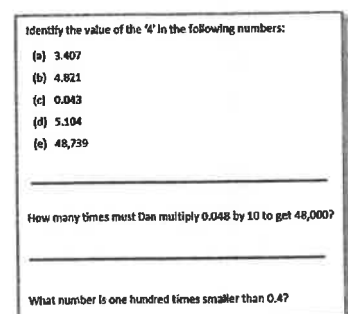 Identify the value of the '4' in the following numbers:
(a) 3.407
(b) 4.821
(c) 0.043
(d) 5.104
(e) 48,739
How many times must Dan multiply 0.048 by 10 to get 48,000?
What number is one hundred times smaller than 0.4?